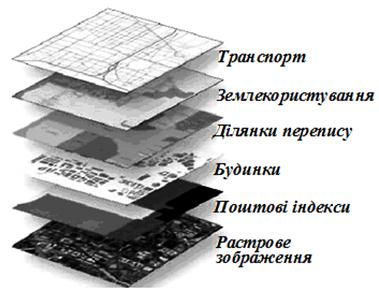 Транспорт
Землекористування
Ділянки перепису
Будинки
Поштові індекси
Растрове
зображення